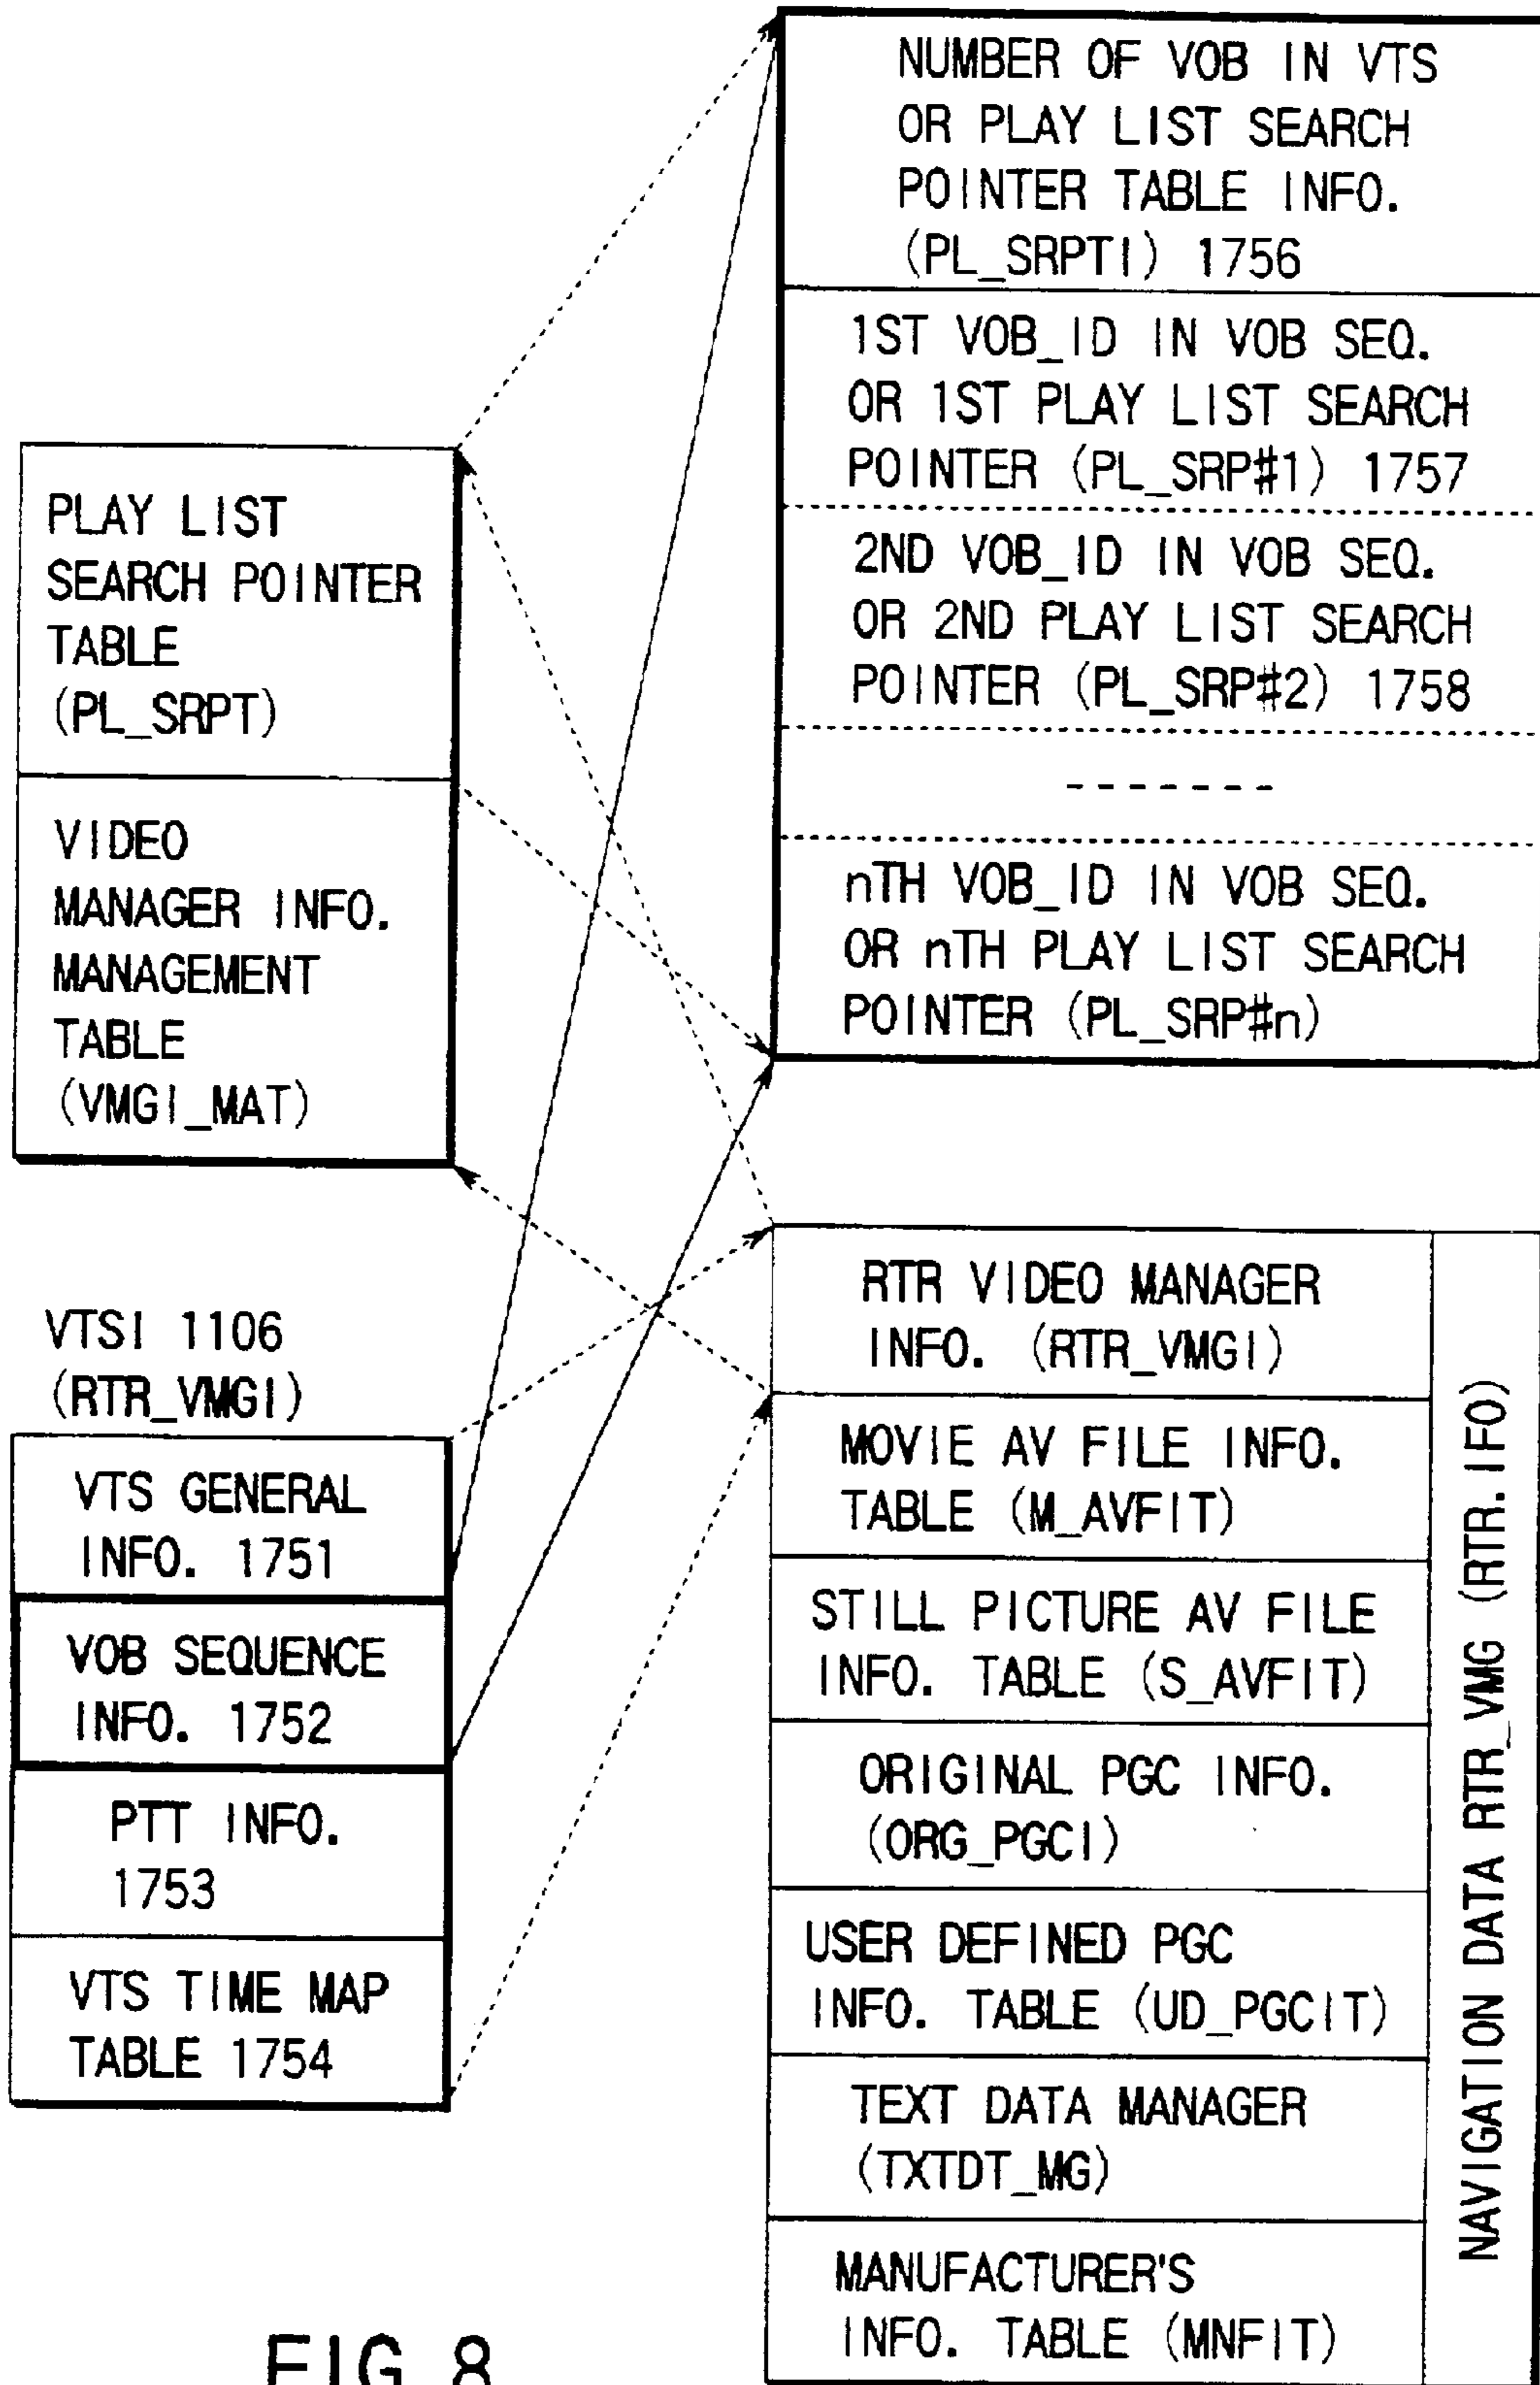 NUMBER OF VOB IN VTS
OR PLAY LIST SEARCH
POINTER TABLE INFO.
(PL_SRPTI) 1756
1ST VOB_ID IN VOB SEQ.
OR 1ST PLAY LIST SEARCH
POINTER (PL_SRP#1) 1757
2ND VOB_ID IN VOB SEQ.
OR 2ND PLAY LIST SEARCH
POINTER (PL_SRP#2) 1758
-------
nTH VOB_ID IN VOB SEQ.
OR nTH PLAY LIST SEARCH
POINTER (PL_SRP#n)
PLAY LIST
SEARCH POINTER
TABLE
(PL_SRPT)
VIDEO
MANAGER INFO.
MANAGEMENT
TABLE
(VMGI_MAT)
VTSI 1106
(RTR_VMGI)
VTS GENERAL
INFO. 1751
VOB SEQUENCE
INFO. 1752
PTT INFO.
1753
VTS TIME MAP
TABLE 1754
RTR VIDEO MANAGER
INFO. (RTR_VMGI)
MOVIE AV FILE INFO.
TABLE (M_AVFIT)
STILL PICTURE AV FILE
INFO. TABLE (S_AVFIT)
ORIGINAL PGC INFO.
(ORG_PGCI)
USER DEFINED PGC
INFO. TABLE (UD_PGCIT)
TEXT DATA MANAGER
(TXTDT_MG)
MANUFACTURER'S
INFO. TABLE (MNFIT)
NAVIGATION DATA RTR_VMG (RTR.IFO)
FIG. 8